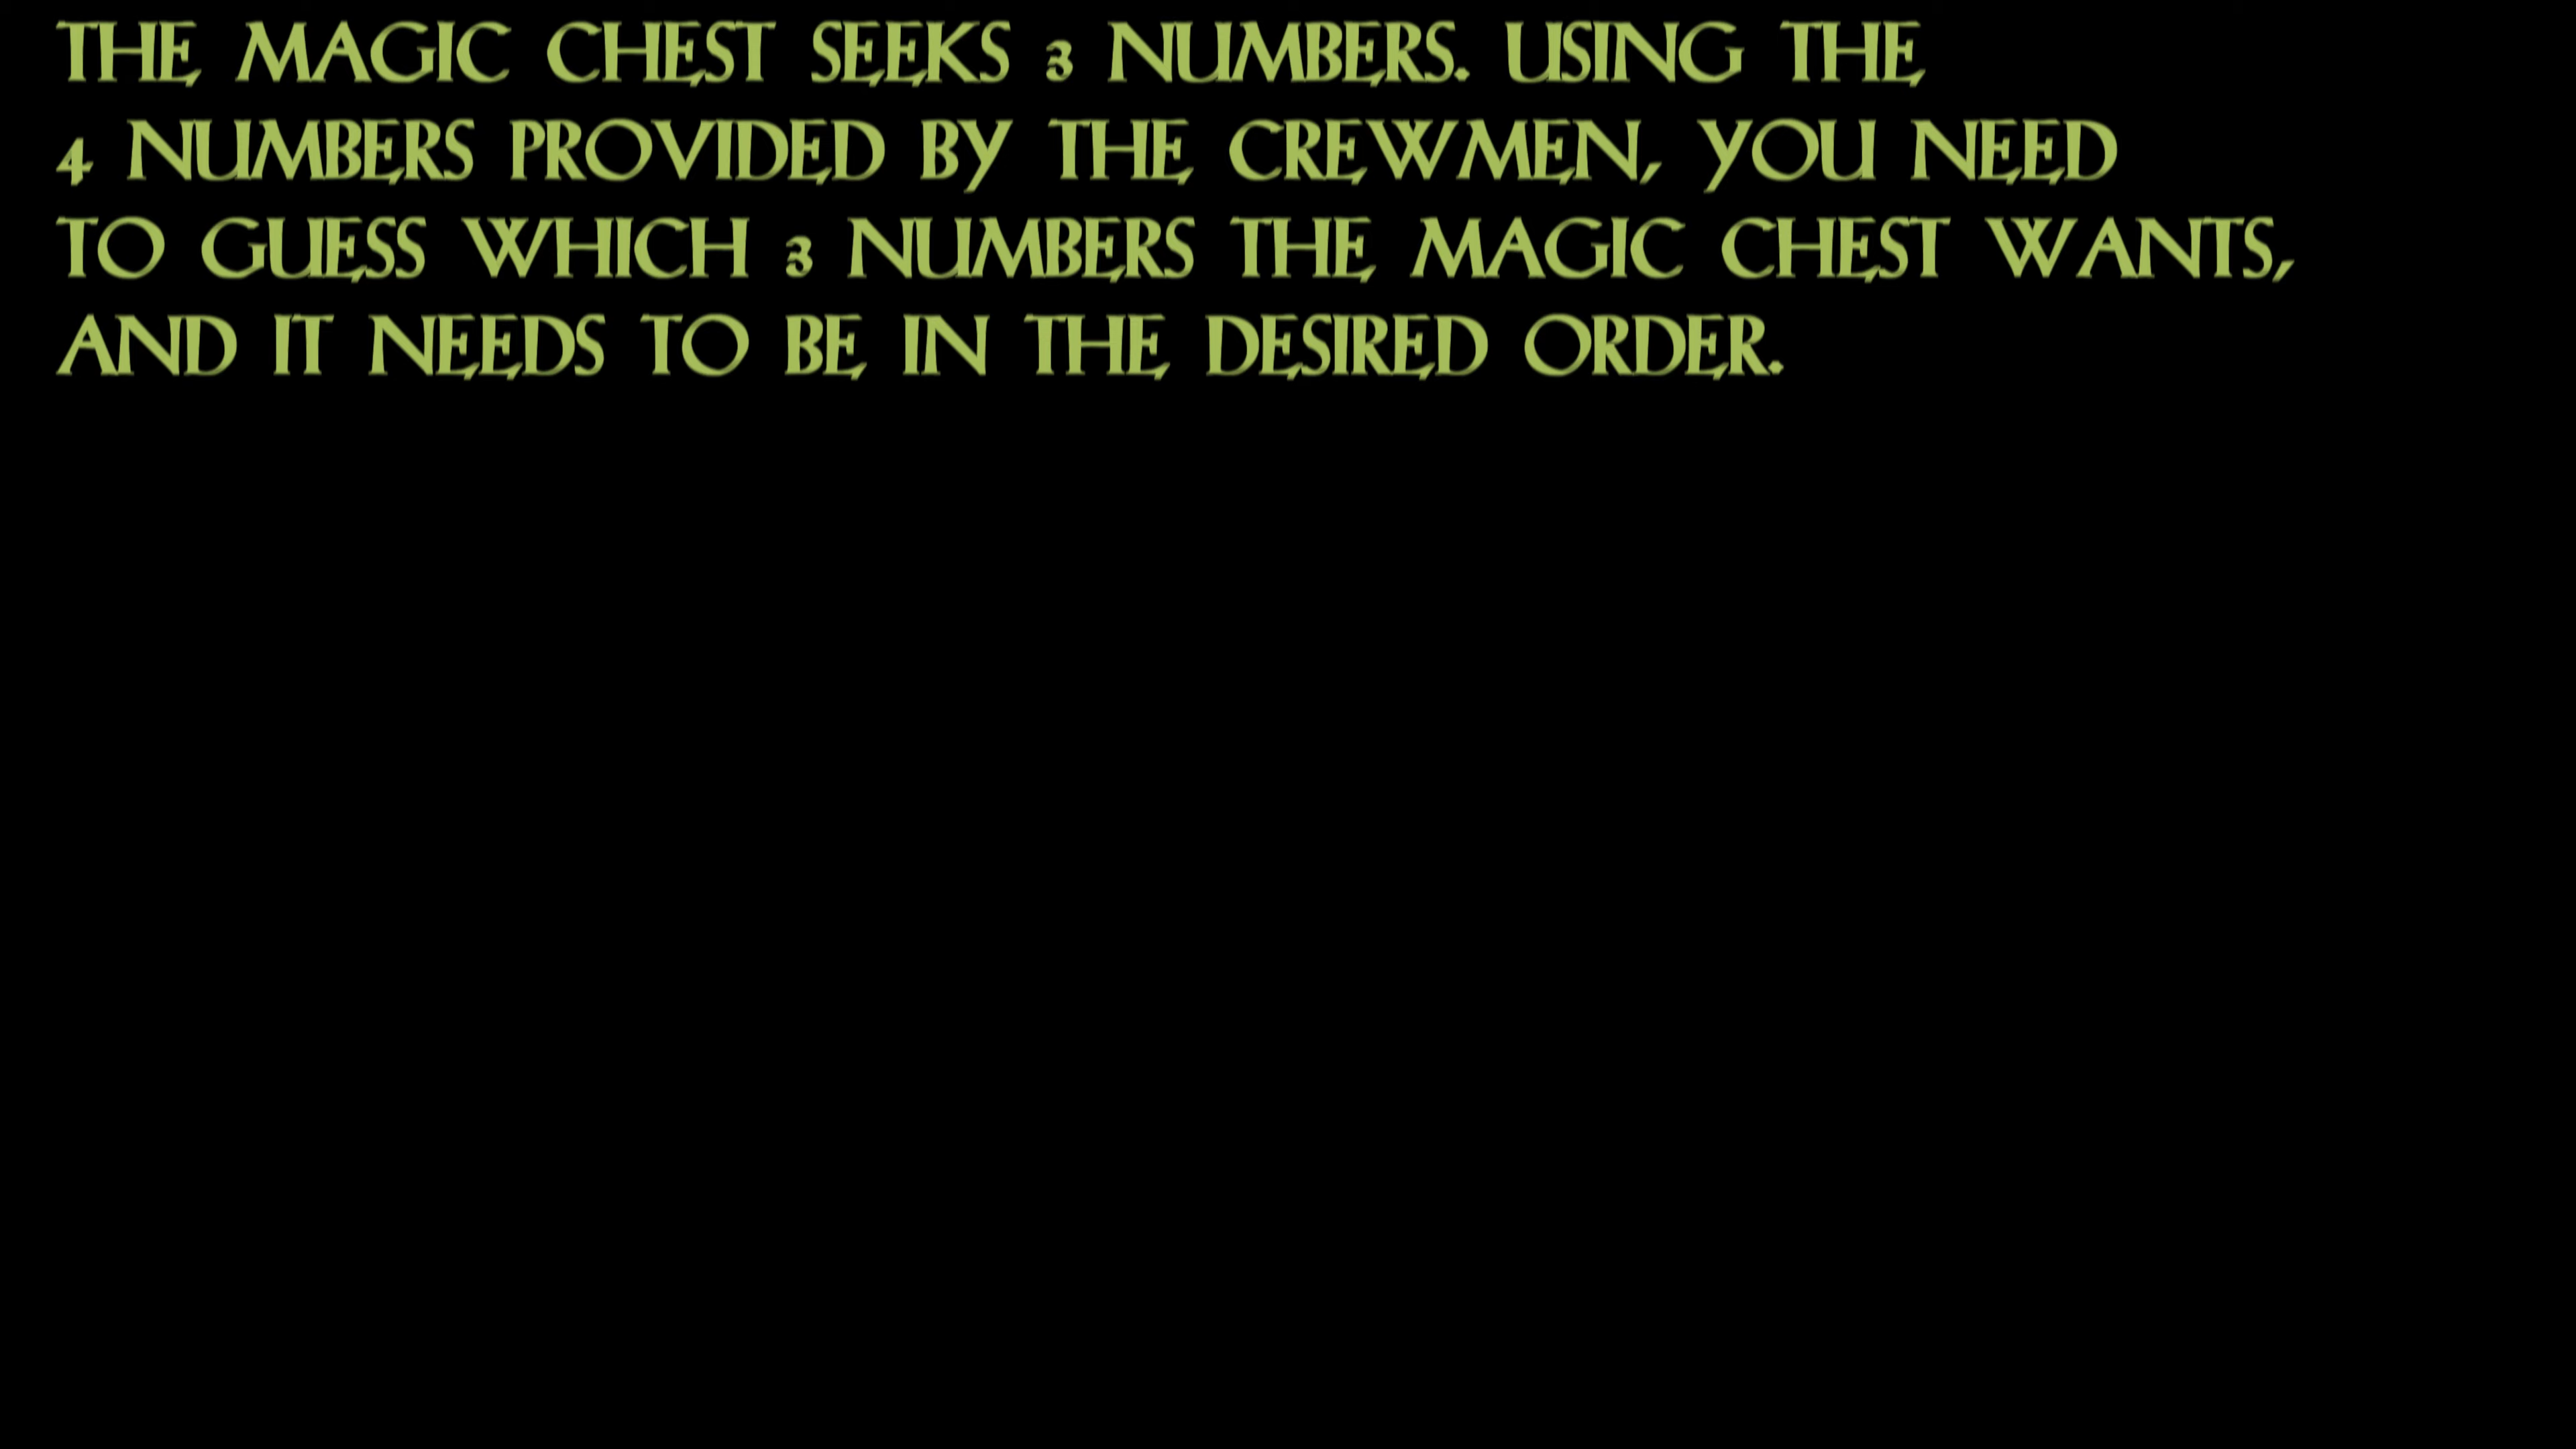 THE MAGIC CHEST SEEKS 3 NUMBERS. USING THE
4 NUMBERS PROVIDED BY THE CREWMEN, YOU NEED
TO GUESS WHICH 3 NUMBERS THE MAGIC CHEST WANTS,
AND IT NEEDS TO BE IN THE DESIRED ORDER.